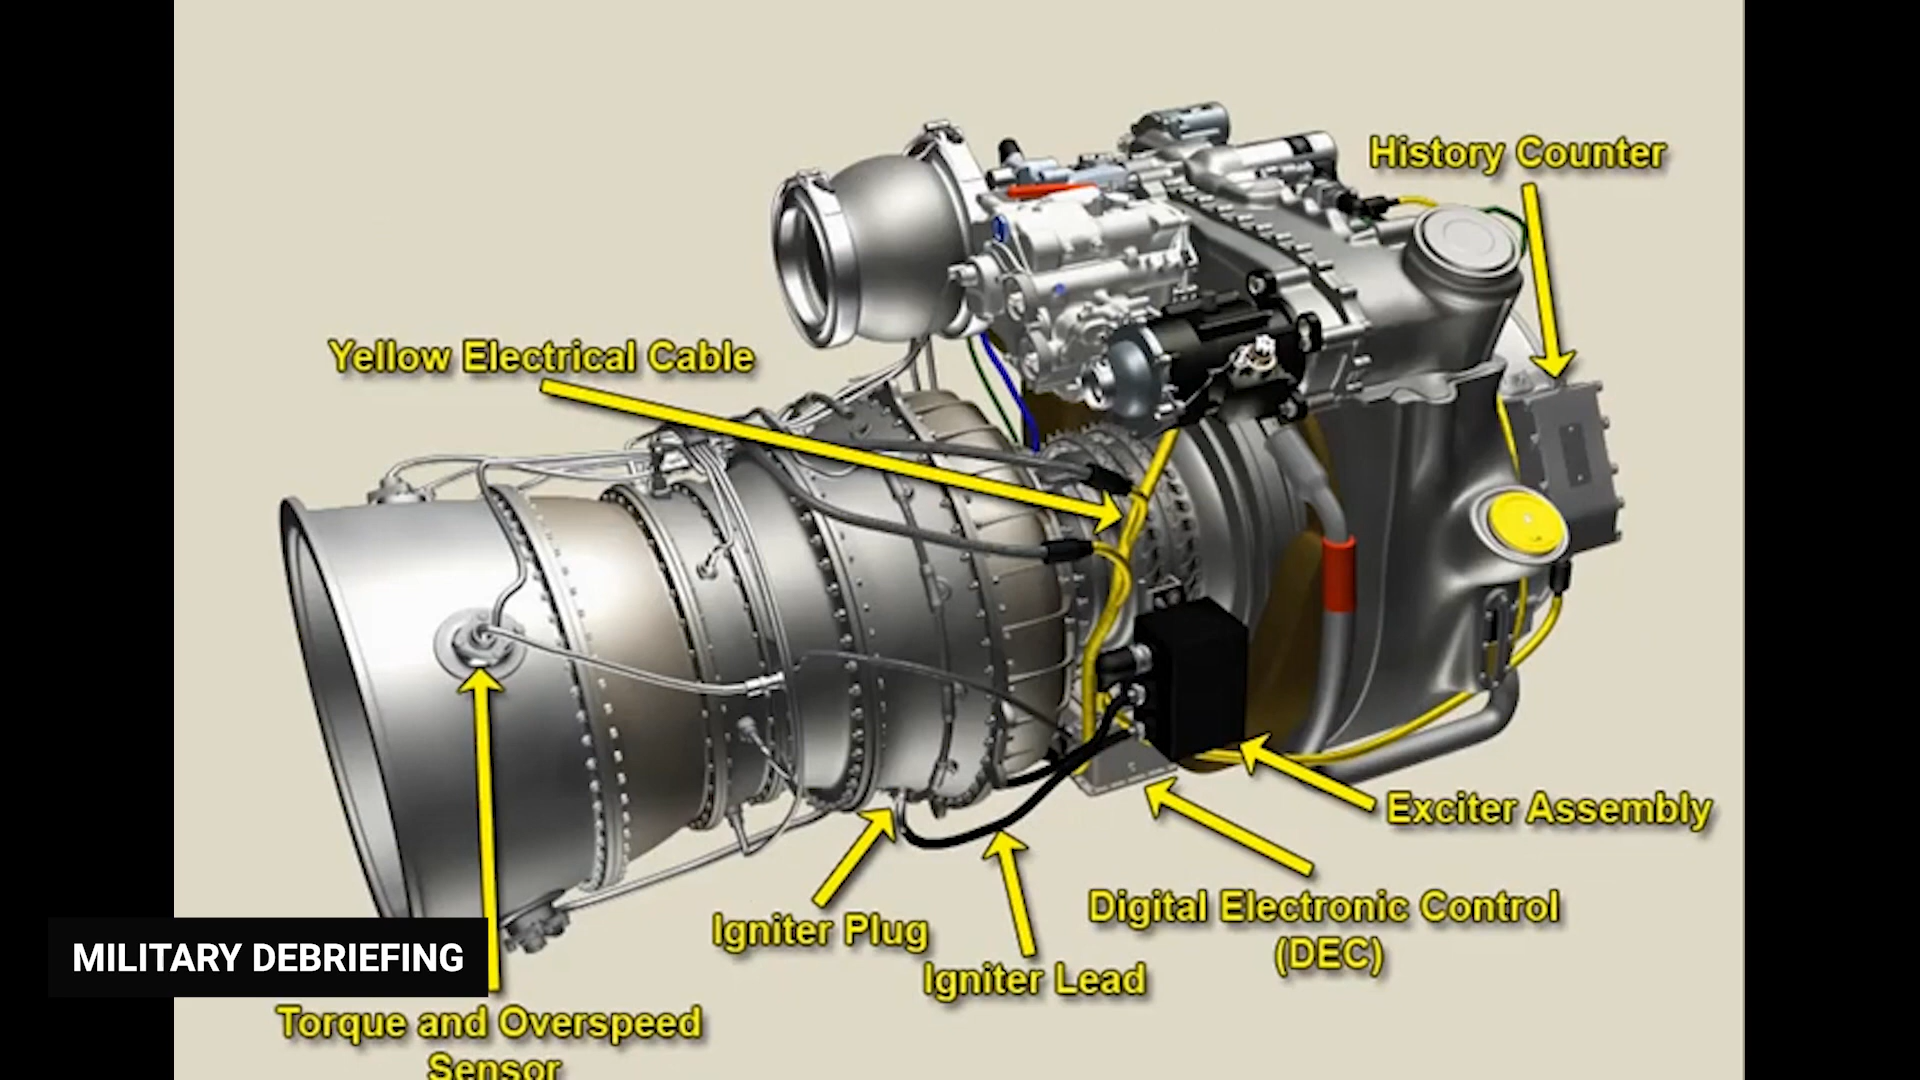 History Counter
Yellow Electrical Cable
Exciter Assembly
Digital Electronic Control
(DEC)
Igniter Plug
Igniter Lead
MILITARY DEBRIEFING
Torque and Overspeed
Sensor